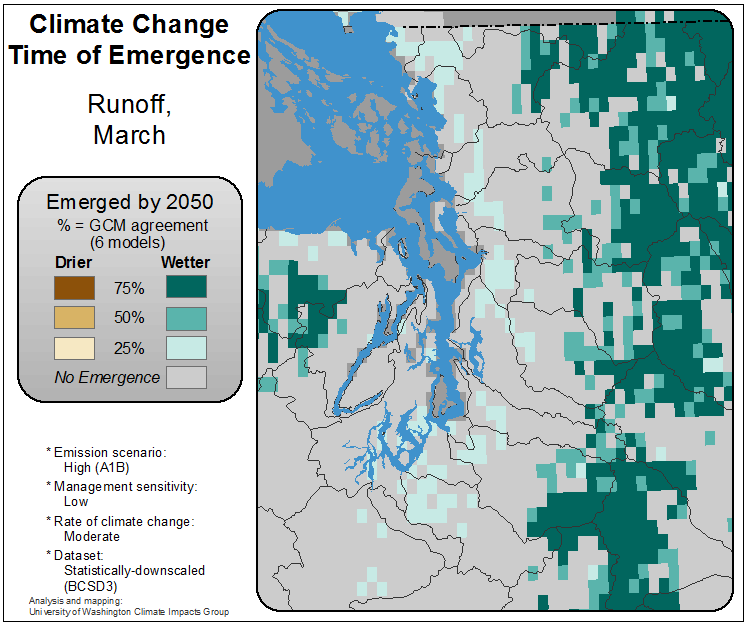 Climate Change
Time of Emergence
Runoff,
March
Emerged by 2050
% = GCM agreement
(6 models)
Drier Wetter
75%
50%
25%
No Emergence
* Emission scenario:
High (A1B)
* Management sensitivity:
Low
* Rate of climate change:
Moderate
* Dataset:
Statistically-downscaled
(BCSD3)
Analysis and mapping:
University of Washington Climate Impacts Group